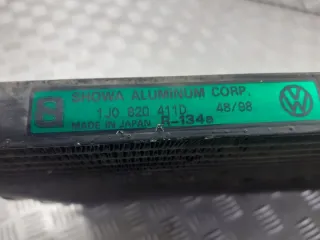 SHOWA ALUMINUM CORP.
1J0 820 411D 48/98
MADE IN JAPAN R-134a